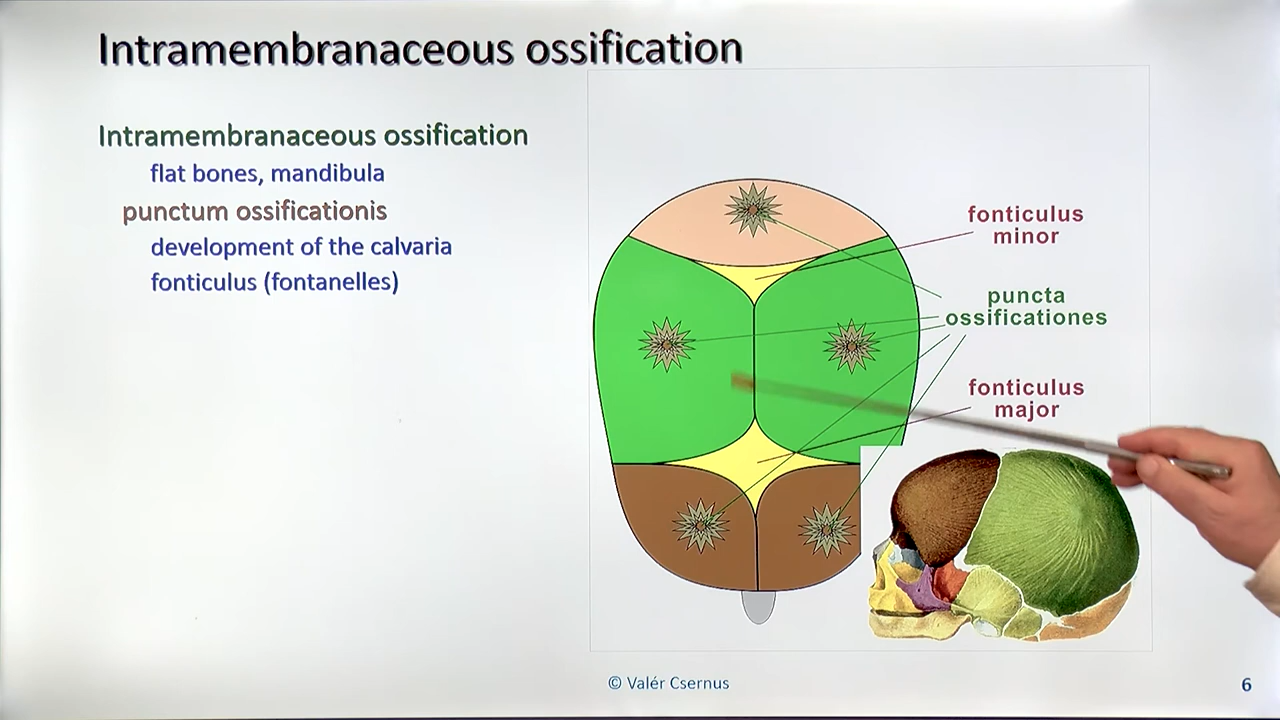 Intramembranaceous ossification
Intramembranaceous ossification
flat bones, mandibula
punctum ossificationis
development of the calvaria
fonticulus (fontanelles)
fonticulus
minor
puncta
ossificationes
fonticulus
major
© Valér Csernus
6